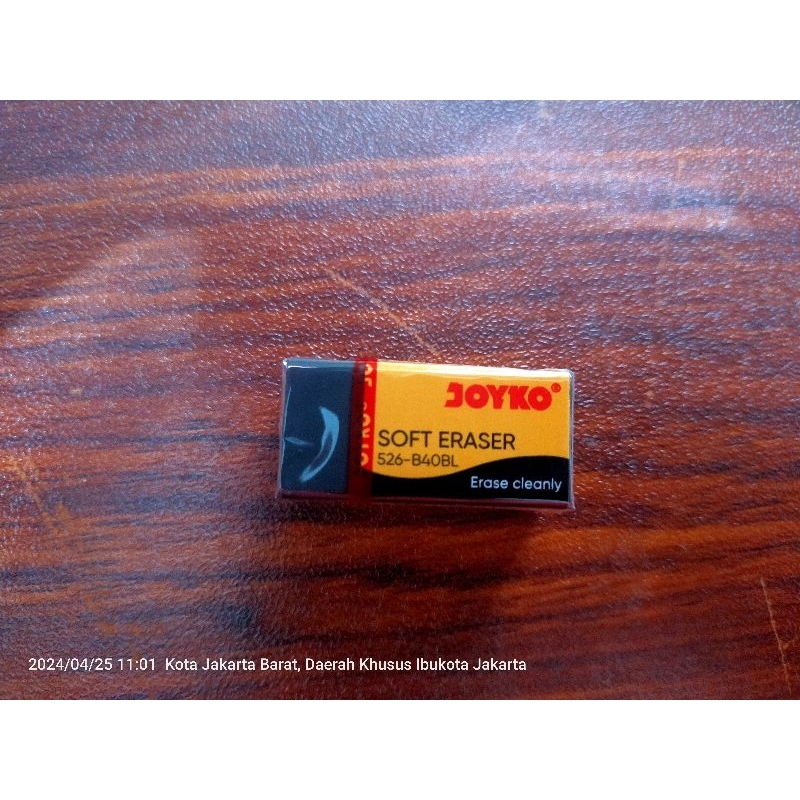 JOYKO®
SOFT ERASER
526-B40BL
Erase cleanly
2024/04/25 11:01 Kota Jakarta Barat, Daerah Khusus Ibukota Jakarta